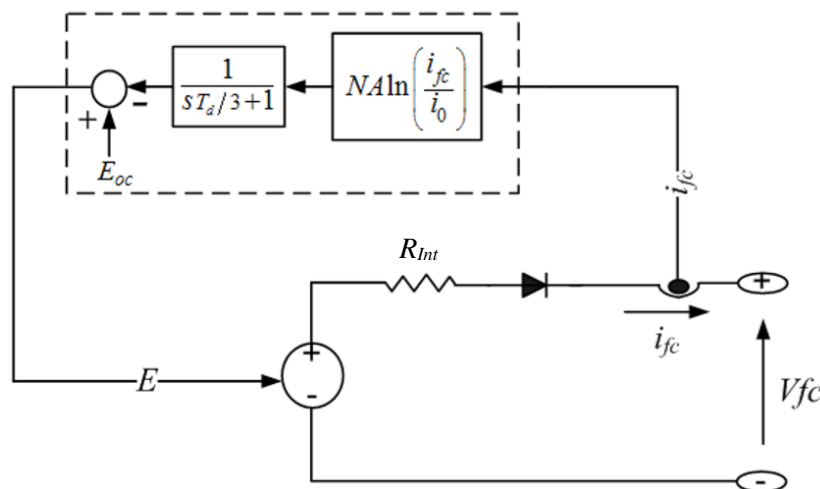 1
sT_d/3+1
NA ln(i_fc/i_0)
+
-
E_oc
i_fc
R_Int
+
i_fc
E
+
-
Vfc
-